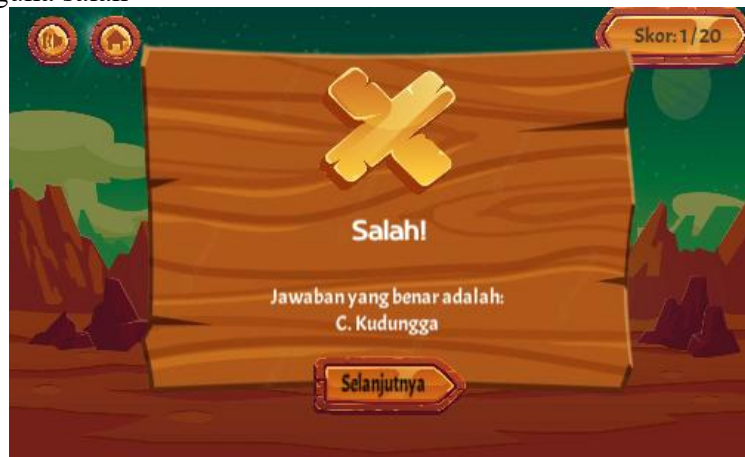 Skor: 1/20
Salah!
Jawaban yang benar adalah:
C. Kudungga
Selanjutnya